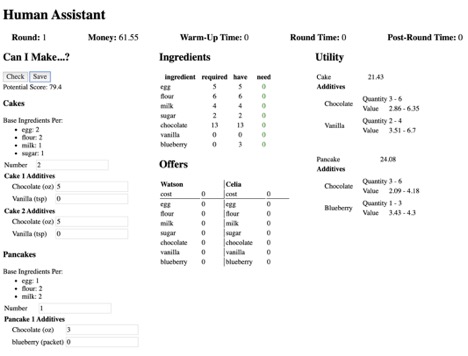 Human Assistant
Round: 1 Money: 61.55 Warm-Up Time: 0 Round Time: 0 Post-Round Time: 0
Can I Make...?
Check Save
Potential Score: 79.4
Cakes
Base Ingredients Per:
egg: 2
flour: 2
milk: 1
sugar: 1
Number 2
Cake 1 Additives
Chocolate (oz) 5
Vanilla (tsp) 0
Cake 2 Additives
Chocolate (oz) 5
Vanilla (tsp) 0
Pancakes
Base Ingredients Per:
egg: 1
flour: 2
milk: 2
Number 1
Pancake 1 Additives
Chocolate (oz) 3
blueberry (packet) 0
Ingredients
ingredient required have need
egg 5 5 0
flour 6 6 0
milk 4 4 0
sugar 2 2 0
chocolate 13 13 0
vanilla 0 0 0
blueberry 0 3 0
Offers
Watson Celia
cost 0 cost 0
egg 0 egg 0
flour 0 flour 0
milk 0 milk 0
sugar 0 sugar 0
chocolate 0 chocolate 0
vanilla 0 vanilla 0
blueberry 0 blueberry 0
Utility
Cake 21.43
Additives
Chocolate Quantity 3 - 6
Value 2.86 - 6.35
Vanilla Quantity 2 - 4
Value 3.51 - 6.7
Pancake 24.08
Additives
Chocolate Quantity 3 - 6
Value 2.09 - 4.18
Blueberry Quantity 1 - 3
Value 3.43 - 4.3